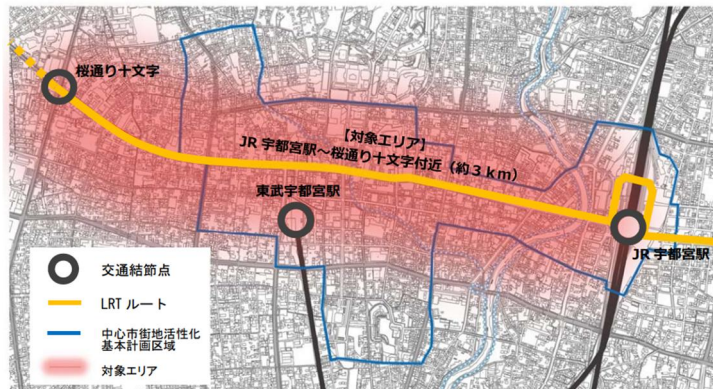 桜通り十文字
【対象エリア】
JR 宇都宮駅～桜通り十文字付近（約３ｋｍ）
東武宇都宮駅
JR 宇都宮駅
交通結節点
LRT ルート
中心市街地活性化
基本計画区域
対象エリア